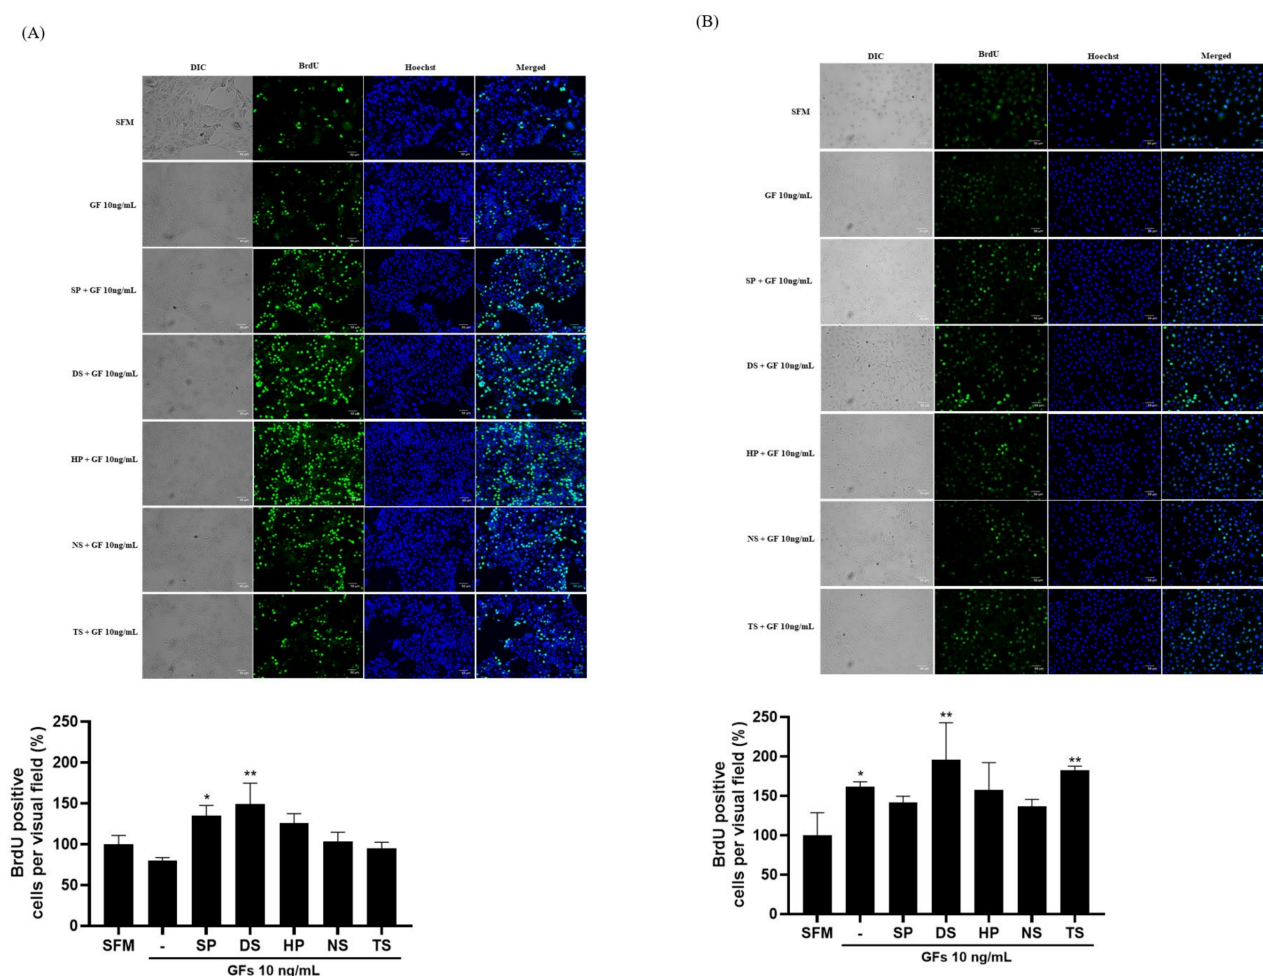 (A)
DIC BrdU Hoechst Merged
SFM
GF 10ng/mL
SP + GF 10ng/mL
DS + GF 10ng/mL
HP + GF 10ng/mL
NS + GF 10ng/mL
TS + GF 10ng/mL
BrdU positive
cells per visual field (%)
250
200
150
100
50
0
SFM - SP DS HP NS TS
* **
GFs 10 ng/mL
(B)
DIC BrdU Hoechst Merged
SFM
GF 10ng/mL
SP + GF 10ng/mL
DS + GF 10ng/mL
HP + GF 10ng/mL
NS + GF 10ng/mL
TS + GF 10ng/mL
BrdU positive
cells per visual field (%)
250
200
150
100
50
0
* ** **
SFM - SP DS HP NS TS
GFs 10 ng/mL